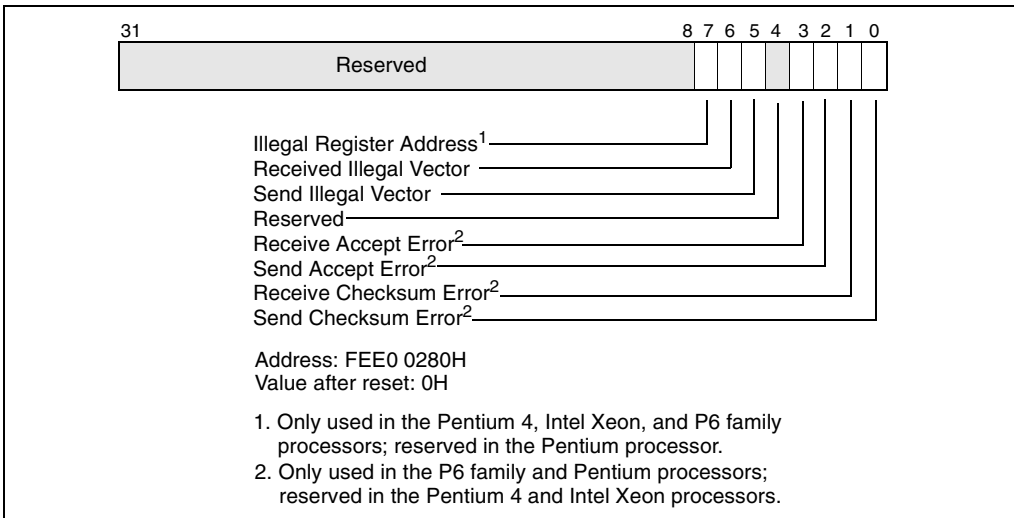 31 8 7 6 5 4 3 2 1 0
Reserved
Illegal Register Address1
Received Illegal Vector
Send Illegal Vector
Reserved
Receive Accept Error2
Send Accept Error2
Receive Checksum Error2
Send Checksum Error2
Address: FEE0 0280H
Value after reset: 0H
1. Only used in the Pentium 4, Intel Xeon, and P6 family
processors; reserved in the Pentium processor.
2. Only used in the P6 family and Pentium processors;
reserved in the Pentium 4 and Intel Xeon processors.